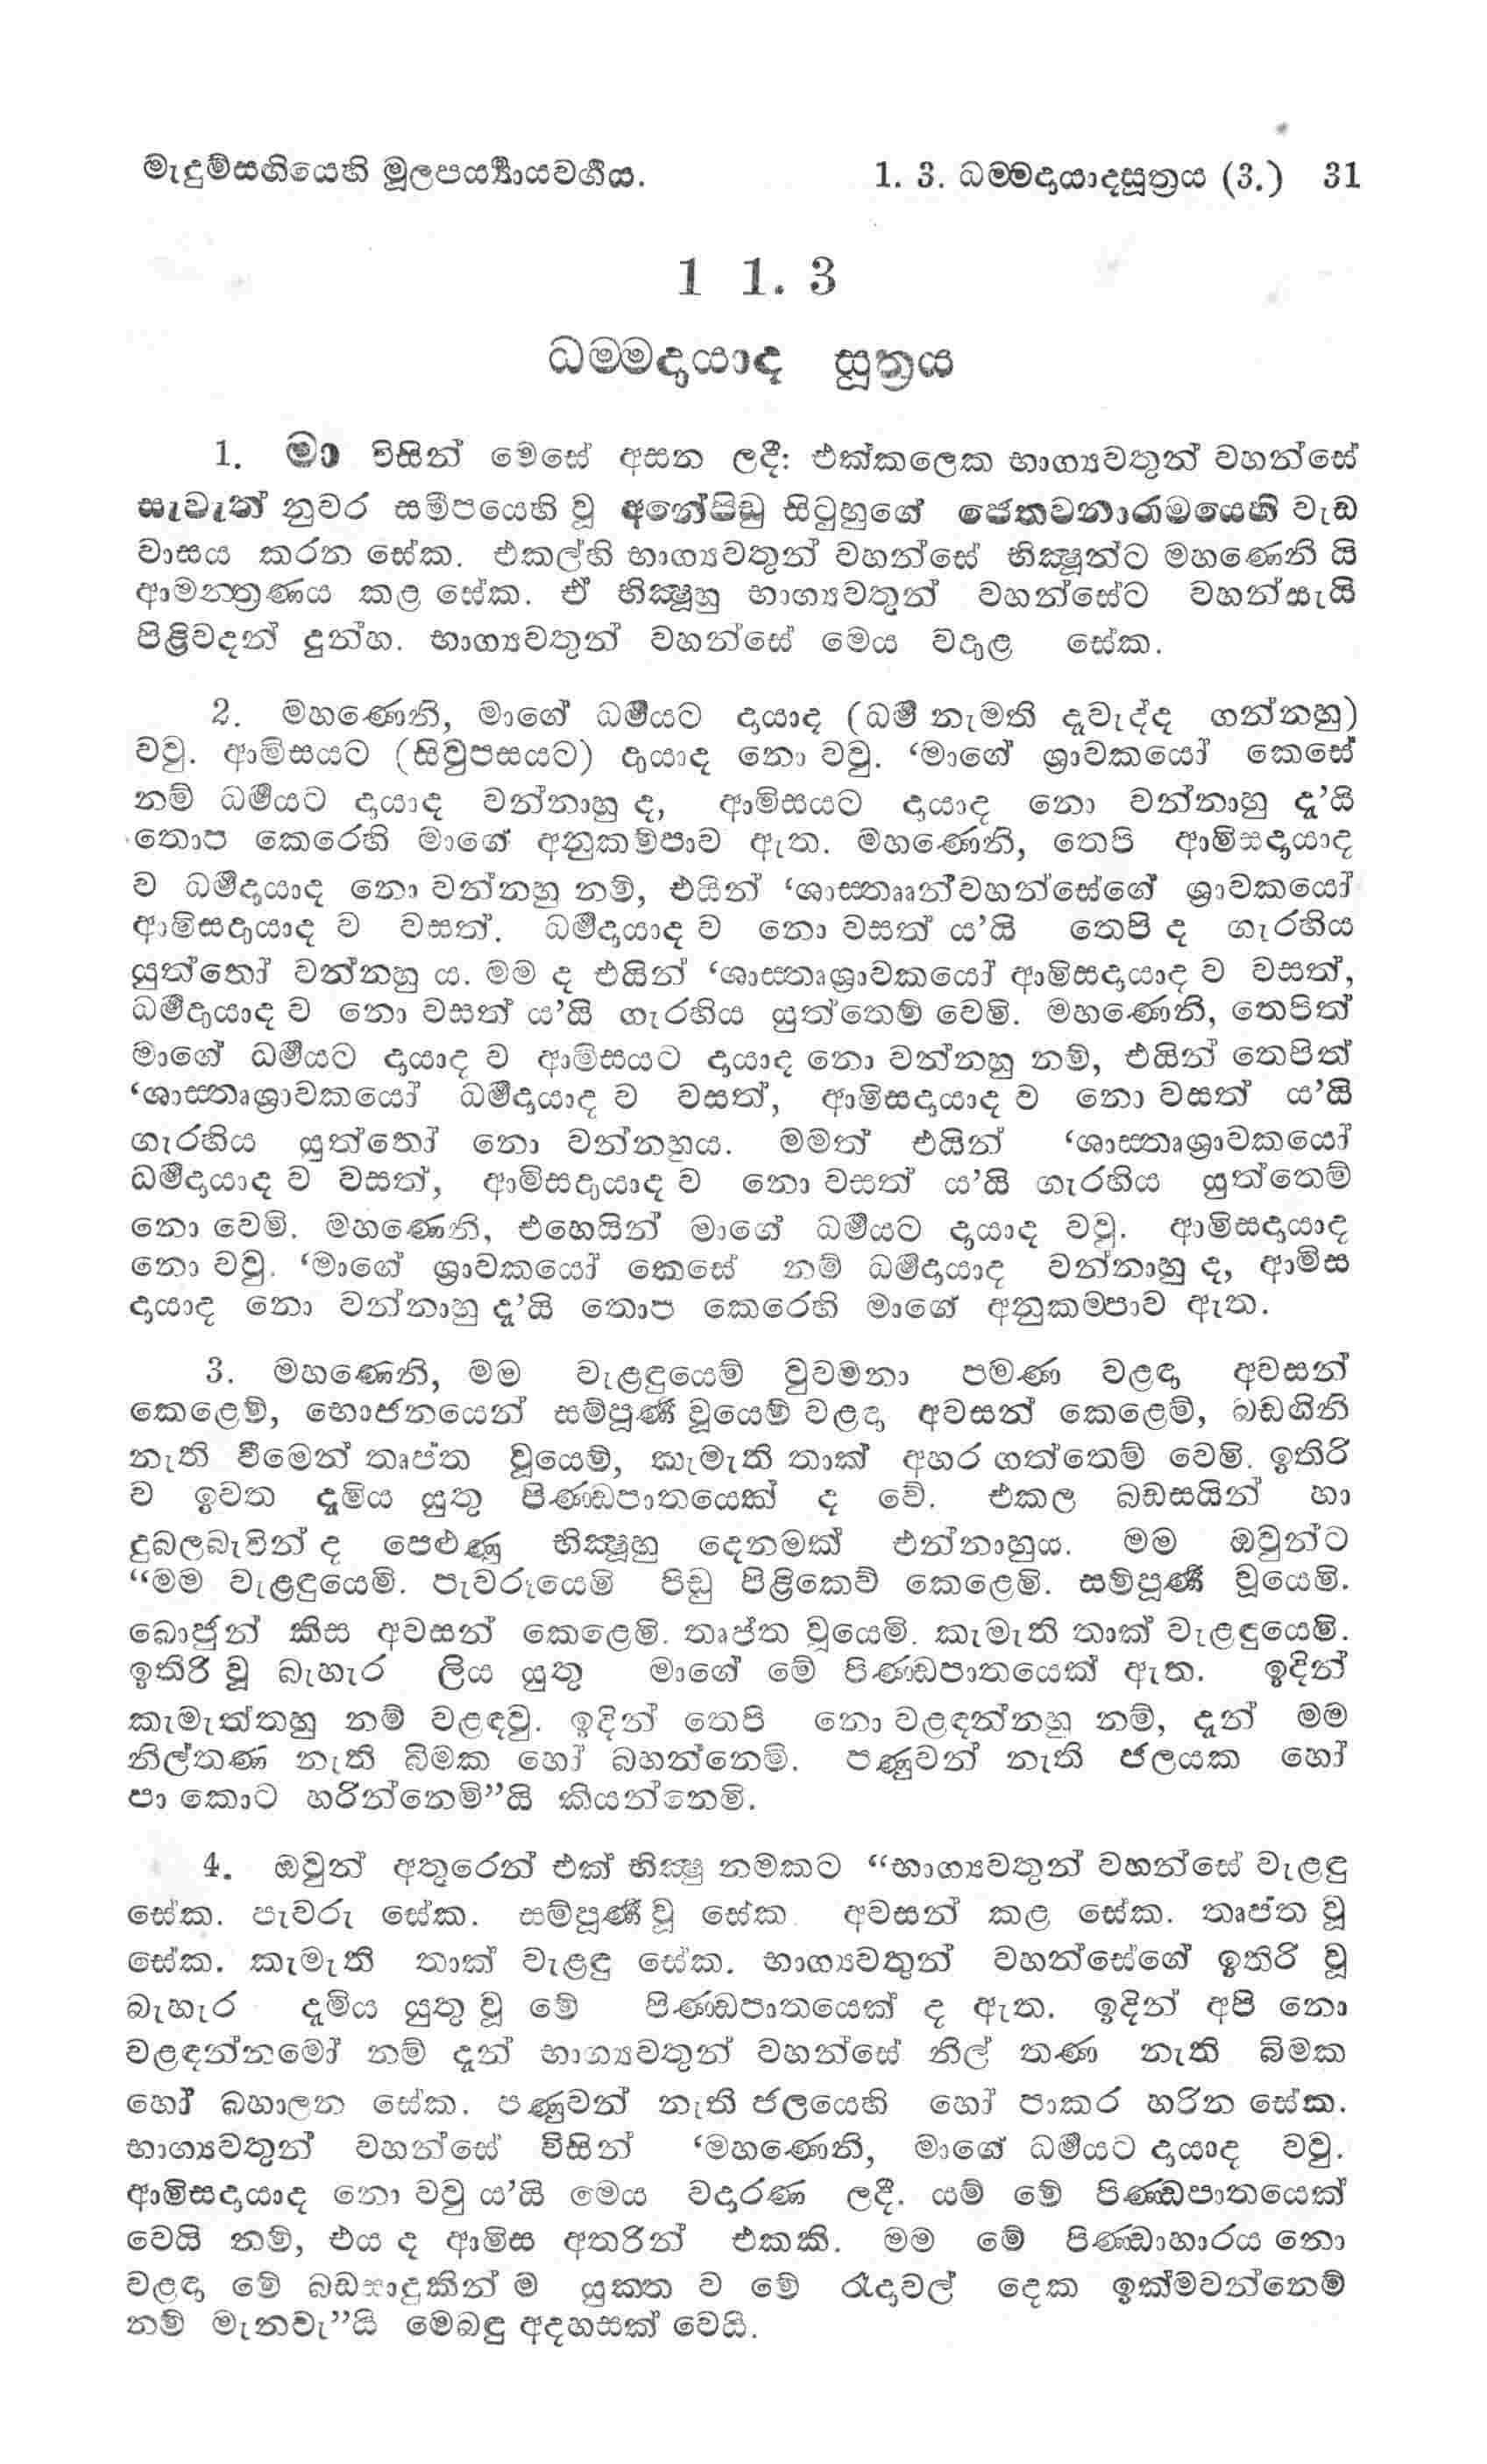 මැදුම්සඟියෙහි මූලපර්‍ය්‍යායවර්‍ගය. 1. 3. ධම්මදායාදසූත්‍රය (3.) 31
1 1. 3
ධම්මදායාද සූත්‍රය
1. මා විසින් මෙසේ අසන ලදී: එක්කලෙක භාග්‍යවතුන් වහන්සේ
සැවැත් නුවර සමීපයෙහි වූ අනේපිඬු සිටුහුගේ ජෙතවනාරාමයෙහි වැඩ
වාසය කරන සේක. එකල්හි භාග්‍යවතුන් වහන්සේ භික්‍ෂූන්ට මහණෙනි යි
ආමන්ත්‍රණය කළ සේක. ඒ භික්‍ෂූහු භාග්‍යවතුන් වහන්සේට වහන්සැයි
පිළිවදන් දුන්හ. භාග්‍යවතුන් වහන්සේ මෙය වදාළ සේක.
2. මහණෙනි, මාගේ ධර්‍මයට දායාද (ධර්‍ම නැමති දෑවැද්ද ගන්නහු)
වවු. ආමිසයට (සිවුපසයට) දායාද නො වවු. ‘මාගේ ශ්‍රාවකයෝ කෙසේ
නම් ධර්‍මයට දායාද වන්නාහු ද, ආමිසයට දායාද නො වන්නාහු දැ’යි
තොප කෙරෙහි මාගේ අනුකම්පාව ඇත. මහණෙනි, තෙපි ආමිසදායාද
ව ධර්‍මදායාද නො වන්නහු නම්, එයින් ‘ශාස්තෲන්වහන්සේගේ ශ්‍රාවකයෝ
ආමිසදායාද ව වසත්. ධර්‍මදායාද ව නො වසත් ය’යි තෙපි ද ගැරහිය
යුත්තෝ වන්නහු ය. මම ද එයින් ‘ශාස්තෘශ්‍රාවකයෝ ආමිසදායාද ව වසත්,
ධර්‍මදායාද ව නො වසත් ය’යි ගැරහිය යුත්තෙම් වෙමි. මහණෙනි, තෙපිත්
මාගේ ධර්‍මයට දායාද ව ආමිසයට දායාද නො වන්නහු නම්, එයින් තෙපිත්
‘ශාස්තෘශ්‍රාවකයෝ ධර්‍මදායාද ව වසත්, ආමිසදායාද ව නො වසත් ය’යි
ගැරහිය යුත්තෝ නො වන්නහුය. මමත් එයින් ‘ශාස්තෘශ්‍රාවකයෝ
ධර්‍මදායාද ව වසත්, ආමිසදායාද ව නො වසත් ය’යි ගැරහිය යුත්තෙම්
නො වෙමි. මහණෙනි, එහෙයින් මාගේ ධර්‍මයට දායාද වවු. ආමිසදායාද
නො වවු. ‘මාගේ ශ්‍රාවකයෝ කෙසේ නම් ධර්‍මදායාද වන්නාහු ද, ආමිස
දායාද නො වන්නාහු දැ’යි තොප කෙරෙහි මාගේ අනුකම්පාව ඇත.
3. මහණෙනි, මම වැළඳුයෙම් වුවමනා පමණ වළඳා අවසන්
කෙළෙම්, භොජනයෙන් සම්පූර්‍ණ වූයෙම් වළඳා අවසන් කෙළෙම්, බඩගිනි
නැති වීමෙන් තෘප්ත වූයෙම්, කැමැති තාක් අහර ගත්තෙම් වෙමි. ඉතිරි
ව ඉවත දැමිය යුතු පිණ්ඩපාතයෙක් ද වේ. එකල බඩසයින් හා
දුබලබැවින් ද පෙළුණු භික්‍ෂූහු දෙනමක් එන්නාහුය. මම ඔවුන්ට
“මම වැළඳුයෙමි. පැවරූයෙමි පිඬු පිළිකෙව් කෙළෙමි. සම්පූර්‍ණ වූයෙමි.
බොජුන් කිස අවසන් කෙළෙමි. තෘප්ත වූයෙමි. කැමැති තාක් වැළඳුයෙමි.
ඉතිරි වූ බැහැර ලිය යුතු මාගේ මේ පිණ්ඩපාතයෙක් ඇත. ඉදින්
කැමැත්තහු නම් වළඳවු. ඉදින් තෙපි නො වළඳන්නහු නම්, දැන් මම
නිල්තණ නැති බිමක හෝ බහන්නෙමි. පණුවන් නැති ජලයක හෝ
පා කොට හරින්නෙමි”යි කියන්නෙමි.
4. ඔවුන් අතුරෙන් එක් භික්‍ෂු නමකට “භාග්‍යවතුන් වහන්සේ වැළඳූ
සේක. පැවරූ සේක. සම්පූර්‍ණ වූ සේක. අවසන් කළ සේක. තෘප්ත වූ
සේක. කැමැති තාක් වැළඳූ සේක. භාග්‍යවතුන් වහන්සේගේ ඉතිරි වූ
බැහැර දැමිය යුතු වූ මේ පිණ්ඩපාතයෙක් ද ඇත. ඉදින් අපි නො
වළඳන්නමෝ නම් දැන් භාග්‍යවතුන් වහන්සේ නිල් තණ නැති බිමක
හෝ බහාලන සේක. පණුවන් නැති ජලයෙහි හෝ පාකර හරින සේක.
භාග්‍යවතුන් වහන්සේ විසින් ‘මහණෙනි, මාගේ ධර්‍මයට දායාද වවු.
ආමිසදායාද නො වවු ය’යි මෙය වදාරණ ලදී. යම් මේ පිණ්ඩපාතයෙක්
වෙයි නම්, එය ද ආමිස අතරින් එකකි. මම මේ පිණ්ඩාහාරය නො
වළඳා මේ බඩසාදුකින් ම යුක්ත ව මේ රෑදාවල් දෙක ඉක්මවන්නෙම්
නම් මැනවැ”යි මෙබඳු අදහසක් වෙයි.